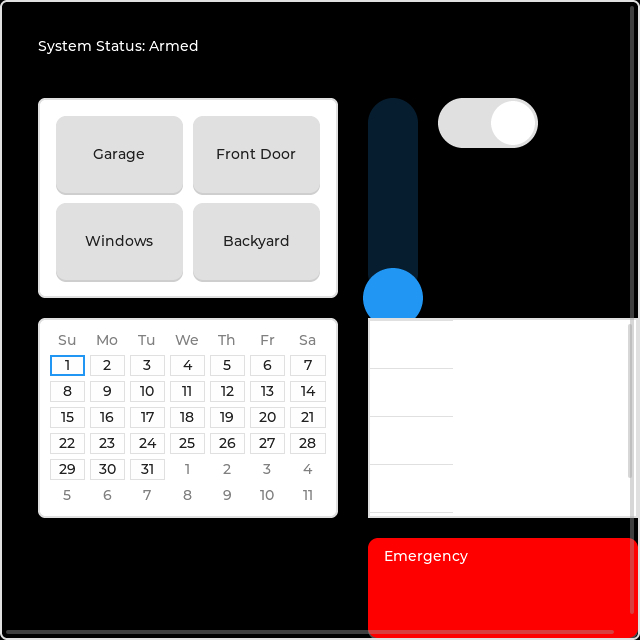 System Status: Armed
Garage Front Door
Windows Backyard
Su Mo Tu We Th Fr Sa
1 2 3 4 5 6 7
8 9 10 11 12 13 14
15 16 17 18 19 20 21
22 23 24 25 26 27 28
29 30 31 1 2 3 4
5 6 7 8 9 10 11
Emergency